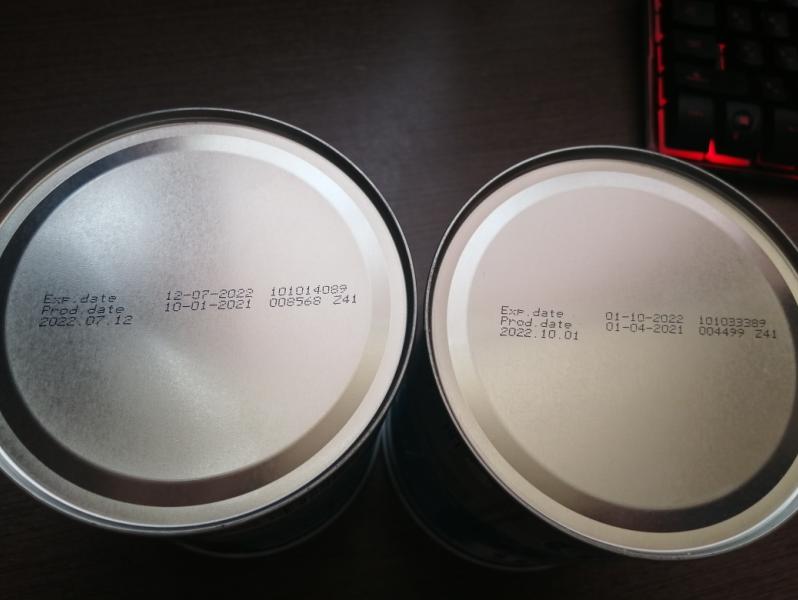 Exp.date 12-07-2022 101014089
Prod.date 10-01-2021 008568 Z41
2022.07.12
Exp.date 01-10-2022 101033389
Prod.date 01-04-2021 004499 Z41
2022.10.01